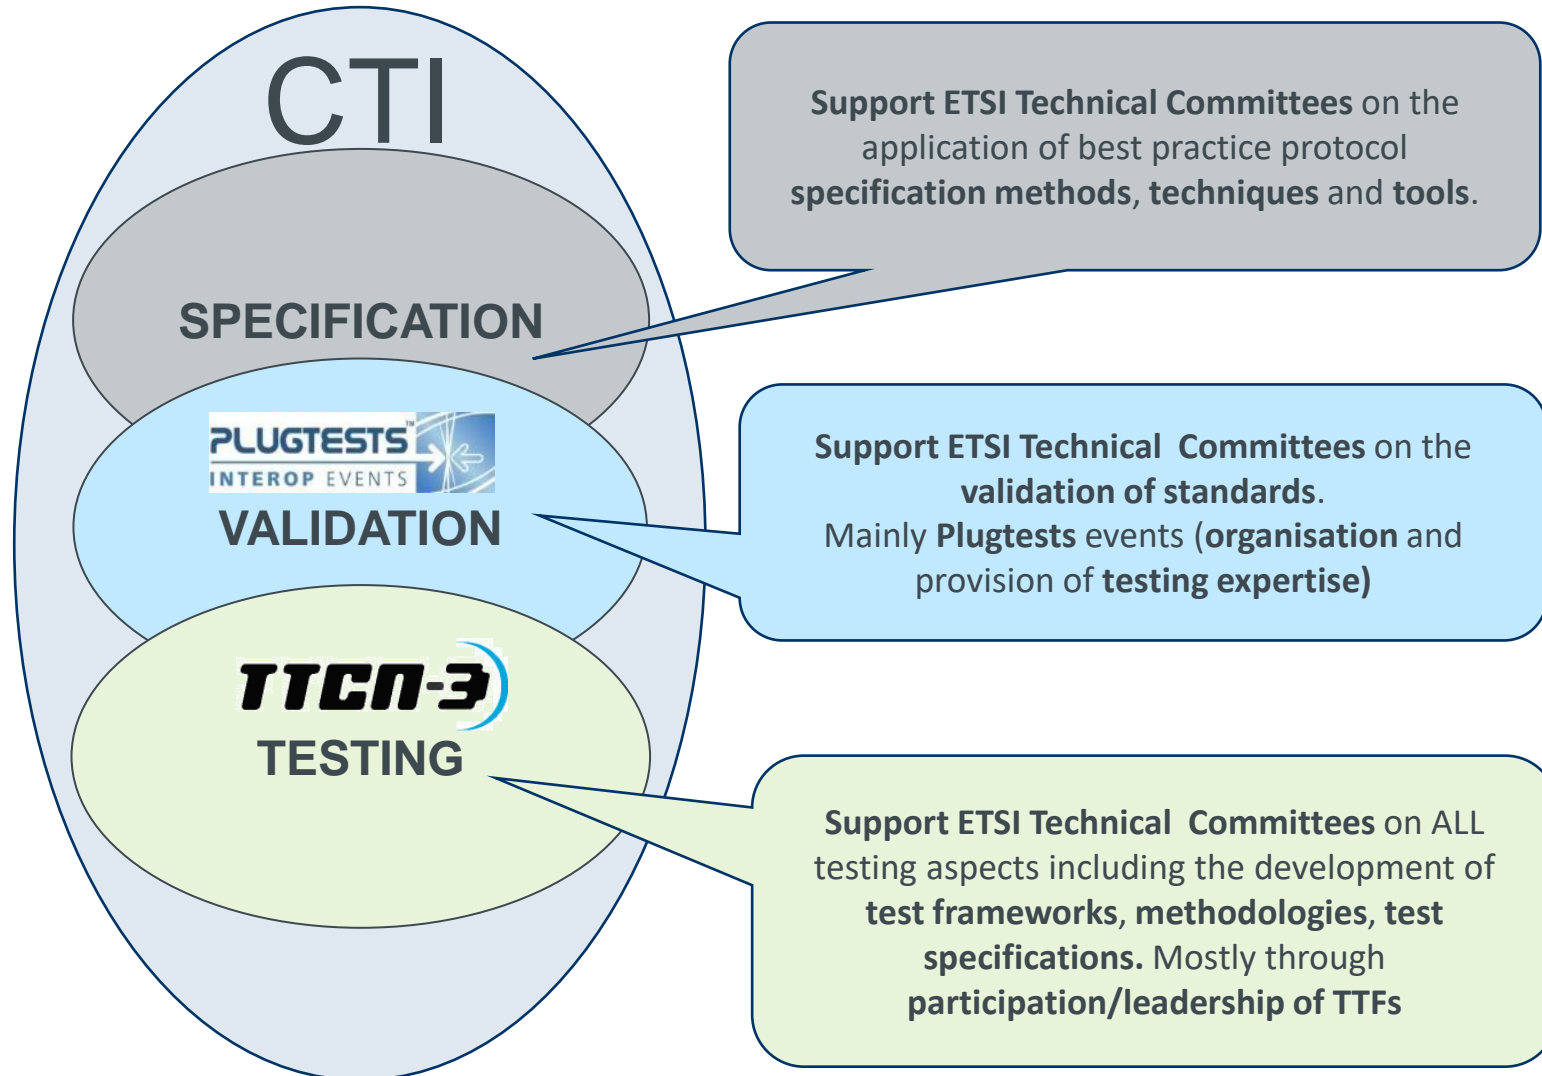 CTI
SPECIFICATION
PLUGTESTS™
INTEROP EVENTS
VALIDATION
TTCN-3
TESTING
Support ETSI Technical Committees on the
application of best practice protocol
specification methods, techniques and tools.
Support ETSI Technical  Committees on the
validation of standards.
Mainly Plugtests events (organisation and
provision of testing expertise)
Support ETSI Technical  Committees on ALL
testing aspects including the development of
test frameworks, methodologies, test
specifications. Mostly through
participation/leadership of TTFs